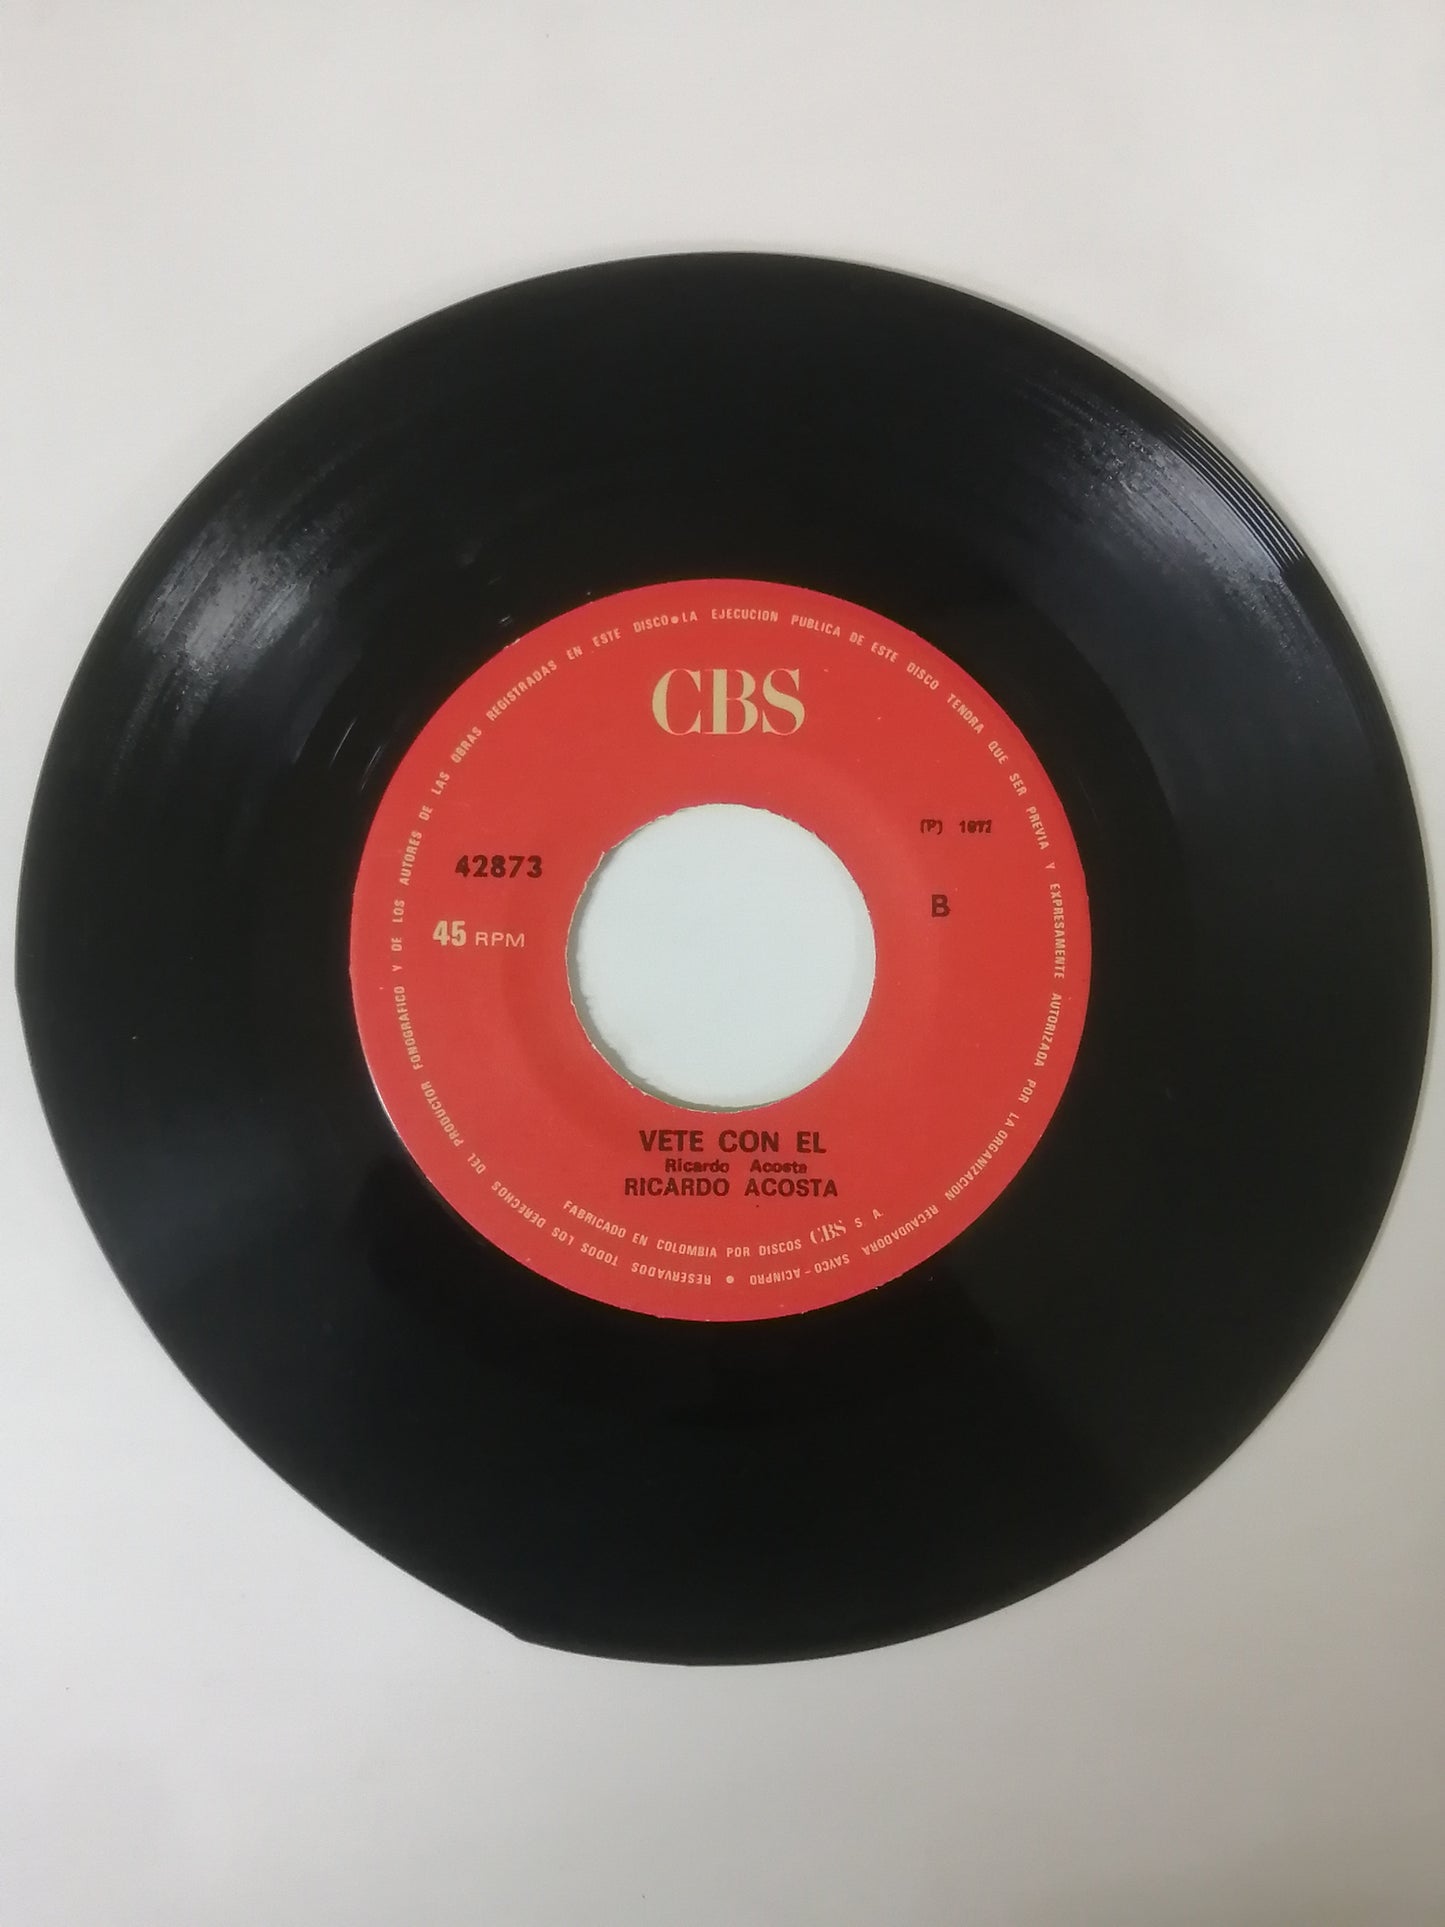 CBS
(P) 1977
42873
B
45 RPM
VETE CON EL
Ricardo Acosta
RICARDO ACOSTA
FABRICADO EN COLOMBIA POR DISCOS CBS S. A.
RESERVADOS TODOS LOS DERECHOS DEL PRODUCTOR FONOGRAFICO Y DE LOS AUTORES DE LAS OBRAS REGISTRADAS EN ESTE DISCO●LA EJECUCION PUBLICA DE ESTE DISCO TENDRA QUE SER PREVIA Y EXPRESAMENTE AUTORIZADA POR LA ORGANIZACION RECAUDADORA SAYCO-ACINPRO ●